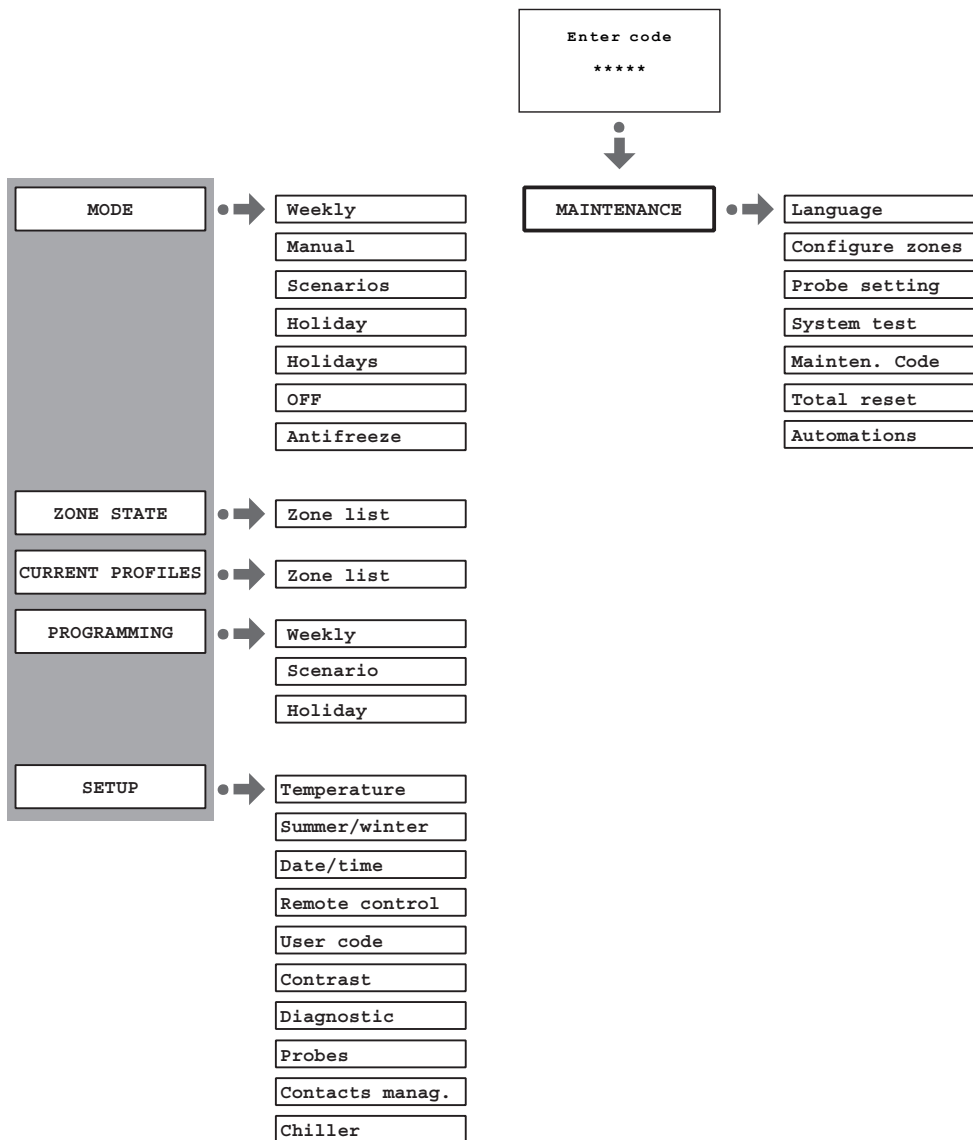 Enter code
*****
MODE
Weekly
Manual
Scenarios
Holiday
Holidays
OFF
Antifreeze
ZONE STATE
Zone list
CURRENT PROFILES
Zone list
PROGRAMMING
Weekly
Scenario
Holiday
SETUP
Temperature
Summer/winter
Date/time
Remote control
User code
Contrast
Diagnostic
Probes
Contacts manag.
Chiller
MAINTENANCE
Language
Configure zones
Probe setting
System test
Mainten. Code
Total reset
Automations